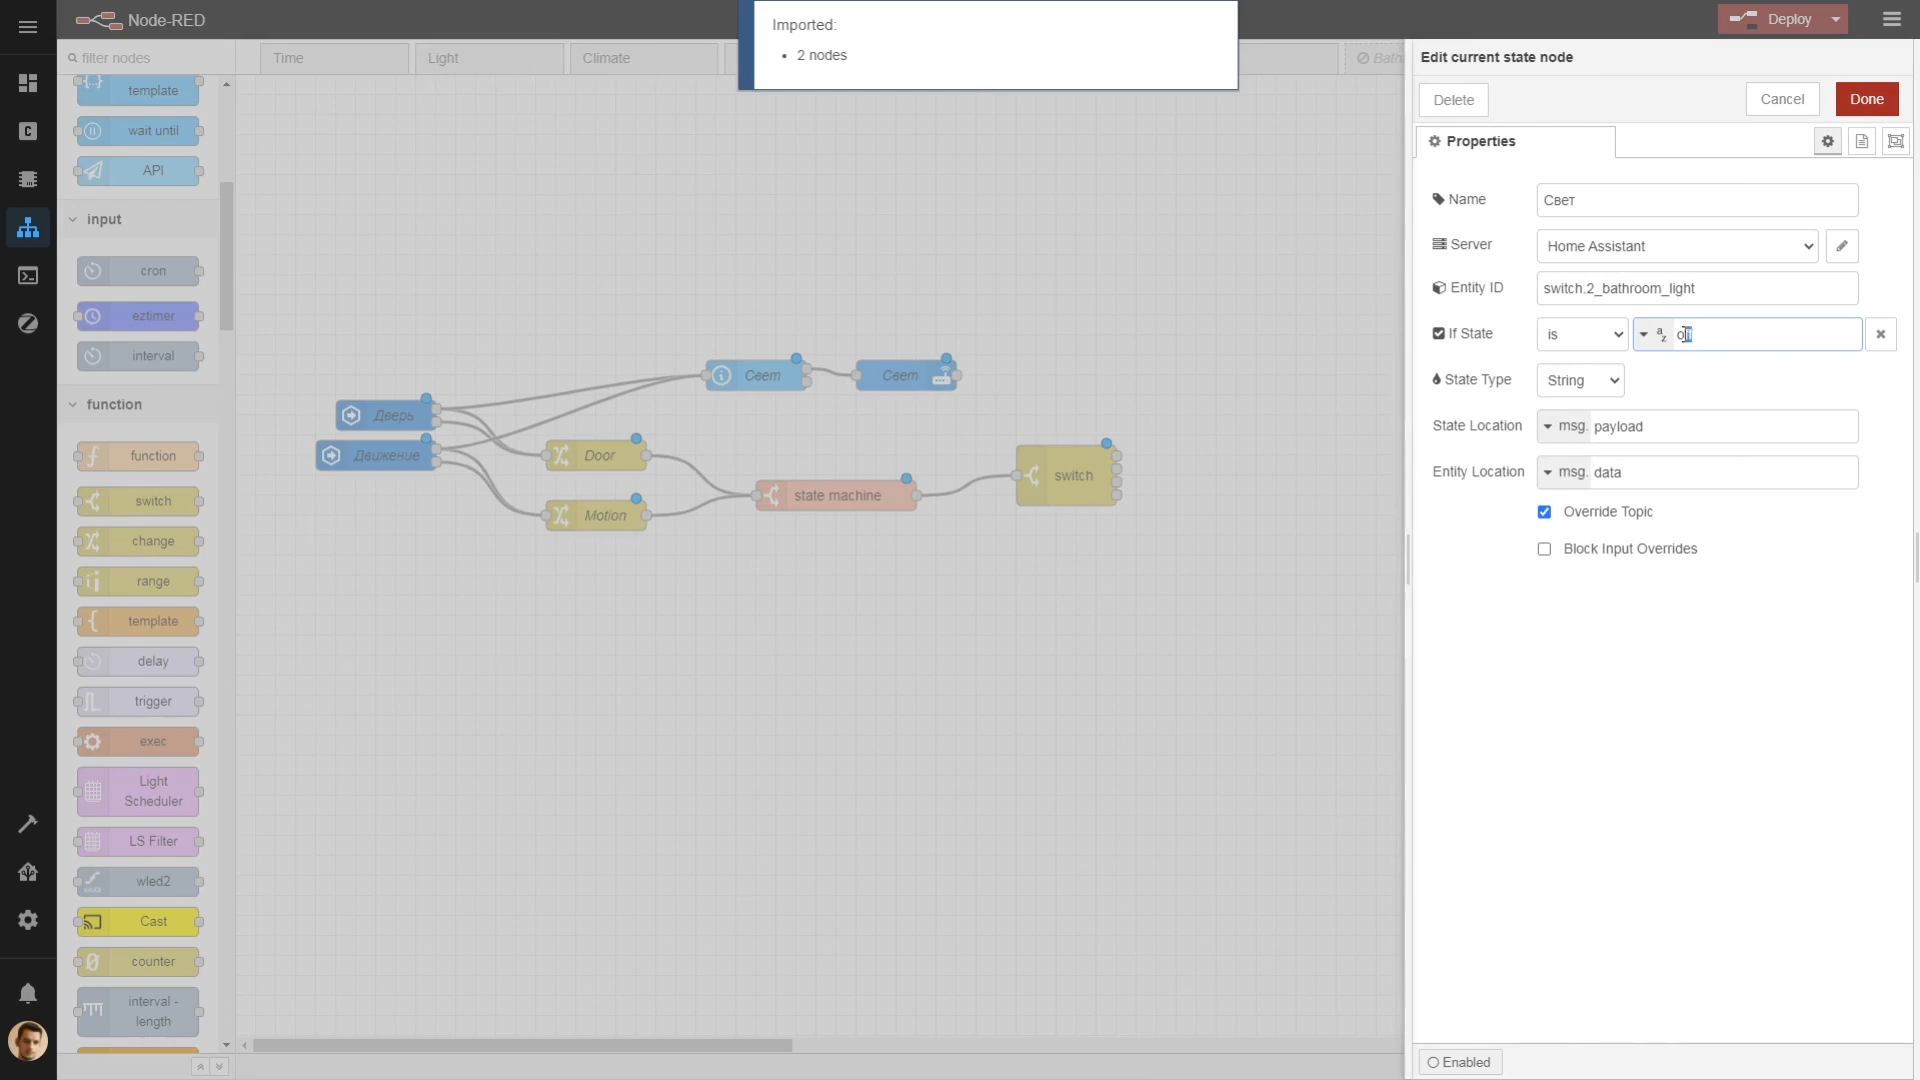 Node-RED
Imported:
2 nodes
Deploy
filter nodes
Time
Light
Climate
Bath
Edit current state node
Delete
Cancel
Done
Properties
template
wait until
API
input
cron
eztimer
interval
function
function
switch
change
range
template
delay
trigger
exec
Light
Scheduler
LS Filter
wled2
Cast
counter
interval -
length
Дверь
Движение
Door
Motion
Свет
Свет
state machine
switch
Name
Свет
Server
Home Assistant
Entity ID
switch.2_bathroom_light
If State
is
State Type
String
State Location
msg. payload
Entity Location
msg. data
Override Topic
Block Input Overrides
Enabled